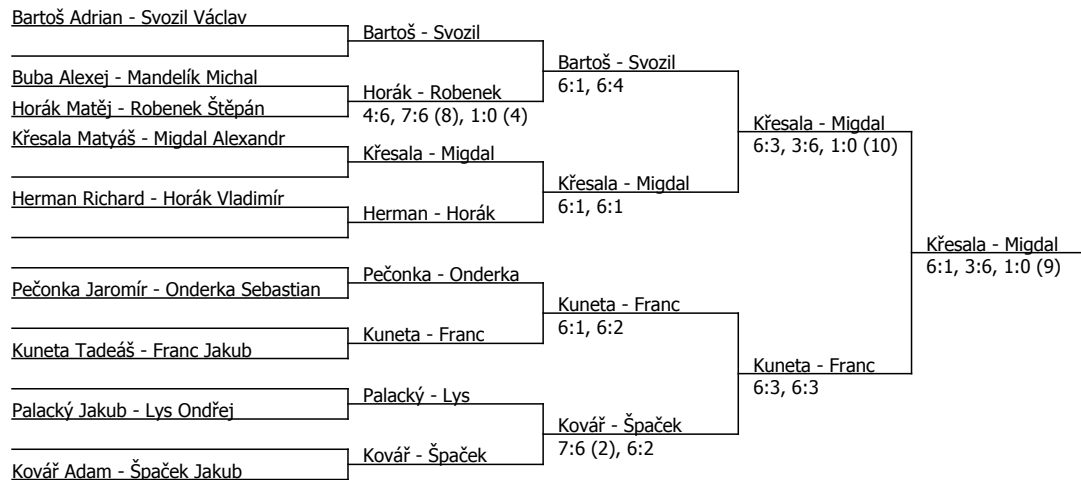 Bartoš Adrian - Svozil Václav
Buba Alexej - Mandelík Michal
Horák Matěj - Robenek Štěpán
Křesala Matyáš - Migdal Alexandr
Herman Richard - Horák Vladimír
Pečonka Jaromír - Onderka Sebastian
Kuneta Tadeáš - Franc Jakub
Palacký Jakub - Lys Ondřej
Kovář Adam - Špaček Jakub
Bartoš - Svozil
Horák - Robenek
4:6, 7:6 (8), 1:0 (4)
Křesala - Migdal
Herman - Horák
Pečonka - Onderka
Kuneta - Franc
Palacký - Lys
Kovář - Špaček
Bartoš - Svozil
6:1, 6:4
Křesala - Migdal
6:1, 6:1
Kuneta - Franc
6:1, 6:2
Kovář - Špaček
7:6 (2), 6:2
Křesala - Migdal
6:3, 3:6, 1:0 (10)
Kuneta - Franc
6:3, 6:3
Křesala - Migdal
6:1, 3:6, 1:0 (9)